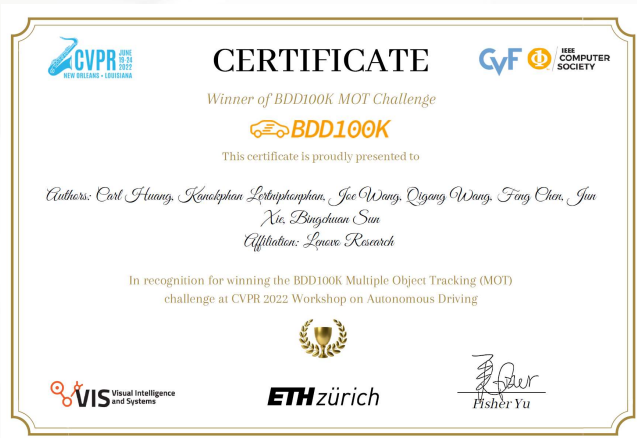 CVPR JUNE 19-24 2022
NEW ORLEANS • LOUISIANA
CERTIFICATE
CVF IEEE COMPUTER SOCIETY
Winner of BDD100K MOT Challenge
BDD100K
This certificate is proudly presented to
Authors: Carl Huang, Kanokphan Lertniphonphan, Joe Wang, Qigang Wang, Feng Chen, Jun
Xie, Bingchuan Sun
Affiliation: Lenovo Research
In recognition for winning the BDD100K Multiple Object Tracking (MOT)
challenge at CVPR 2022 Workshop on Autonomous Driving
VIS Visual Intelligence and Systems
ETH zürich
Fisher Yu